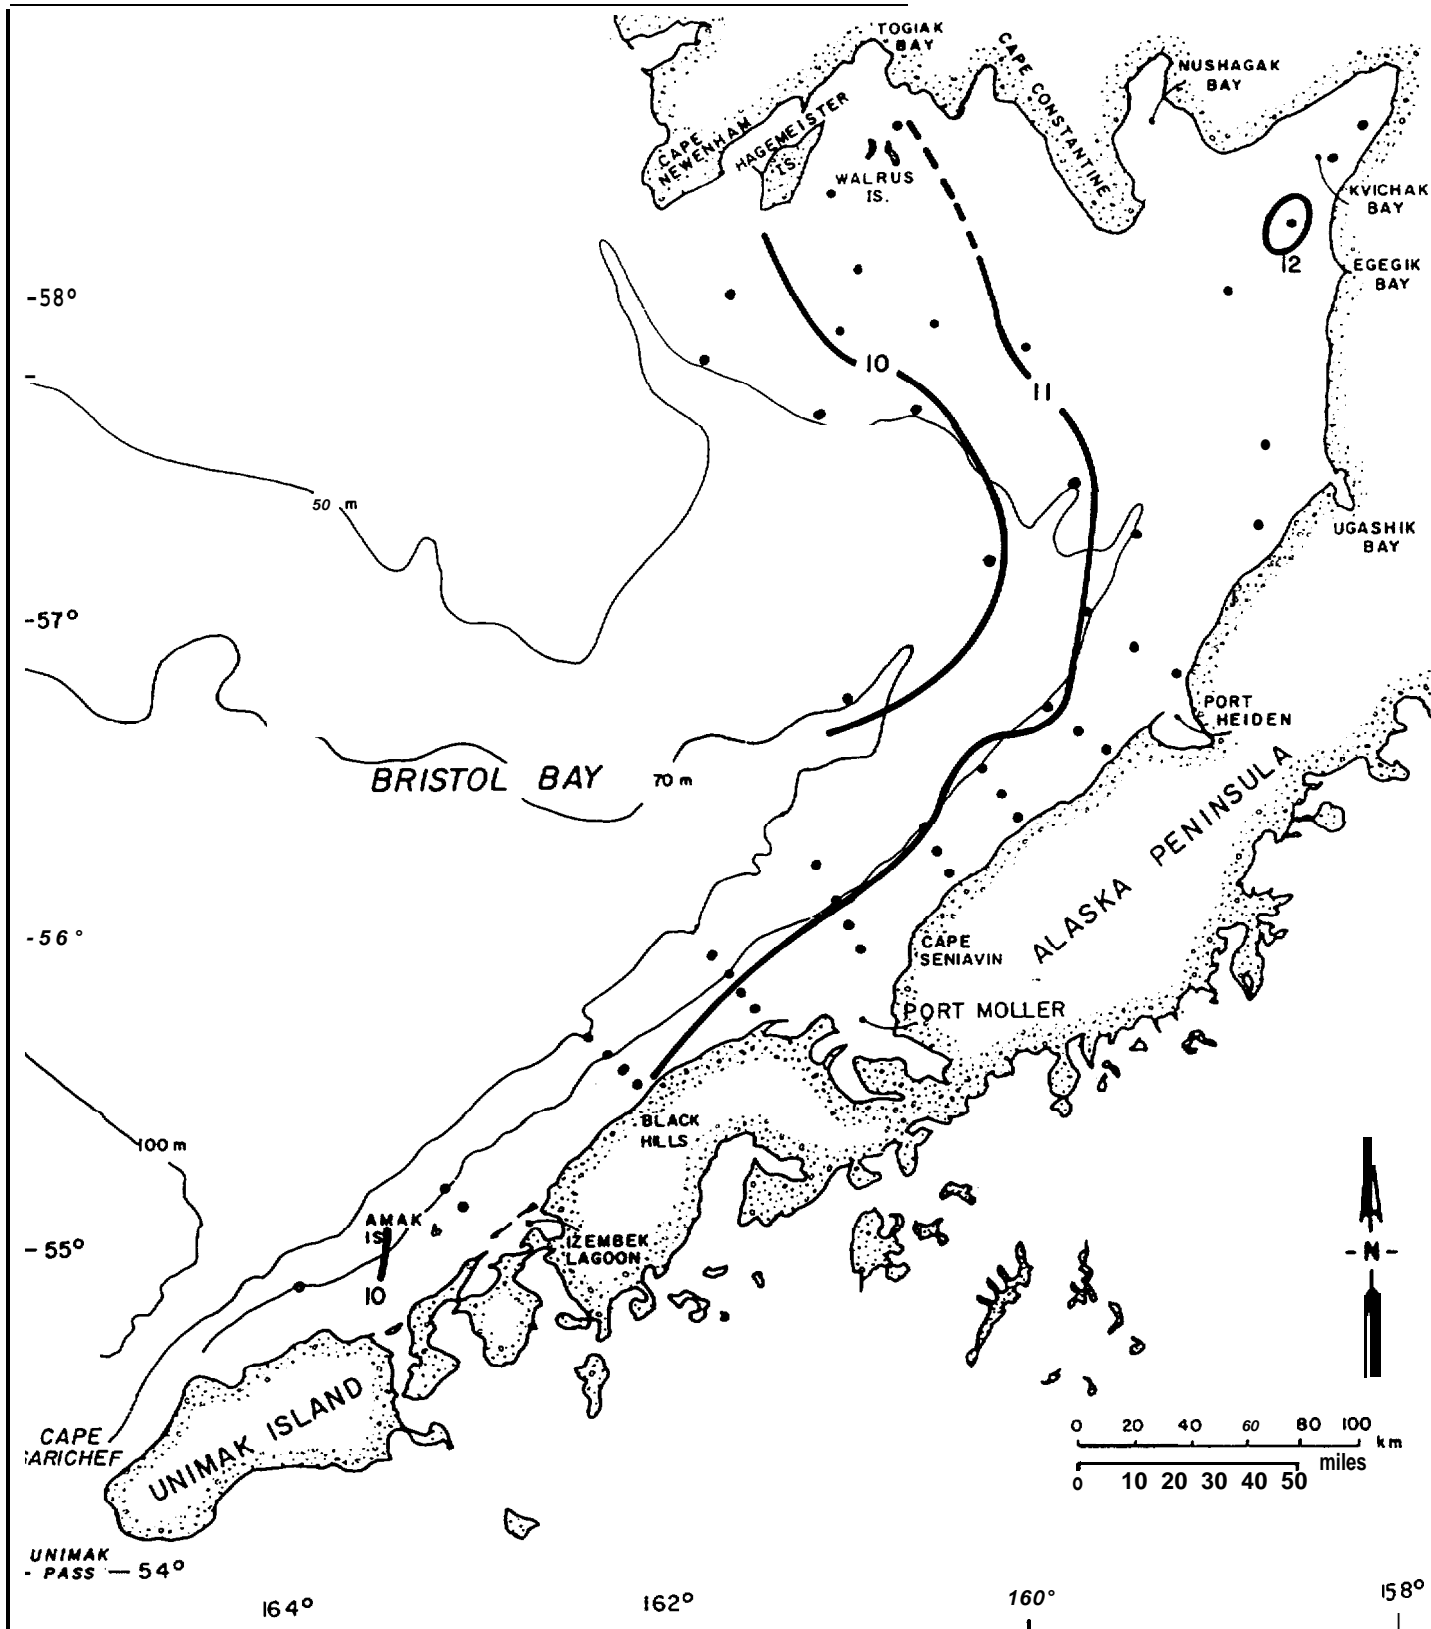 TOGIAK
BAY
CAPE CONSTANTINE
NUSHAGAK
BAY
CAPE
NEWENHAM
HAGEMEISTER
IS.
WALRUS
IS.
KVICHAK
BAY
12
EGEGIK
BAY
-58°
10
11
50 m
UGASHIK
BAY
-57°
PORT
HEIDEN
BRISTOL BAY
70 m
ALASKA PENINSULA
-56°
CAPE
SENIAVIN
PORT MOLLER
BLACK
HILLS
100 m
AMAK
IS.
IZEMBEK
LAGOON
-55°
10
-N-
UNIMAK ISLAND
CAPE
SARICHEF
0 20 40 60 80 100
km
miles
0 10 20 30 40 50
UNIMAK
- PASS — 54°
164° 162° 160° 158°